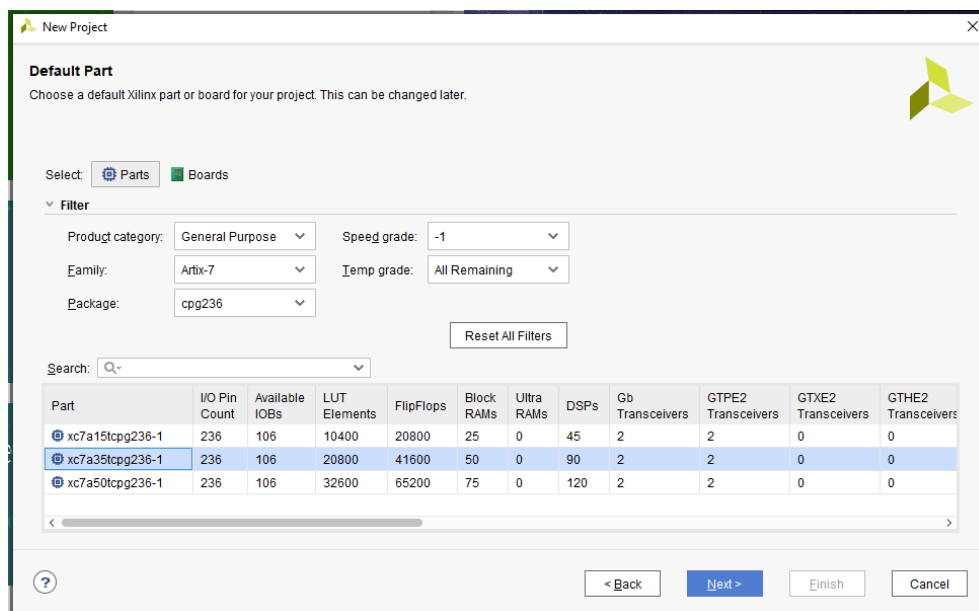 New Project
Default Part
Choose a default Xilinx part or board for your project. This can be changed later.
Select: Parts Boards
Filter
Product category: General Purpose Speed grade: -1
Family: Artix-7 Temp grade: All Remaining
Package: cpg236
Reset All Filters
Search: Q-
Part I/O Pin Count Available IOBs LUT Elements FlipFlops Block RAMs Ultra RAMs DSPs Gb Transceivers GTPE2 Transceivers GTXE2 Transceivers GTHE2 Transceivers
xc7a15tcpg236-1 236 106 10400 20800 25 0 45 2 2 0 0
xc7a35tcpg236-1 236 106 20800 41600 50 0 90 2 2 0 0
xc7a50tcpg236-1 236 106 32600 65200 75 0 120 2 2 0 0
? < Back Next > Finish Cancel